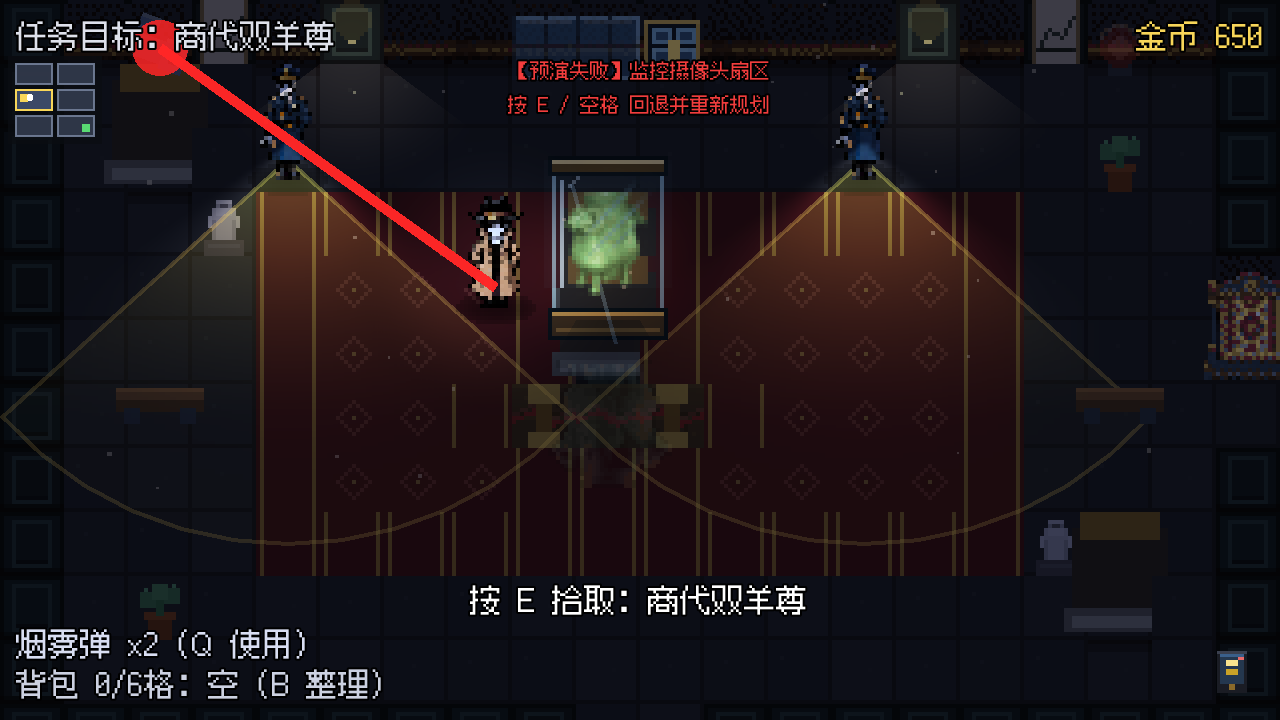 任务目标：商代双羊尊
金币 650
【预演失败】监控摄像头扇区
按 E / 空格 回退并重新规划
按 E 拾取：商代双羊尊
烟雾弹 x2（Q 使用）
背包 0/6格：空（B 整理）